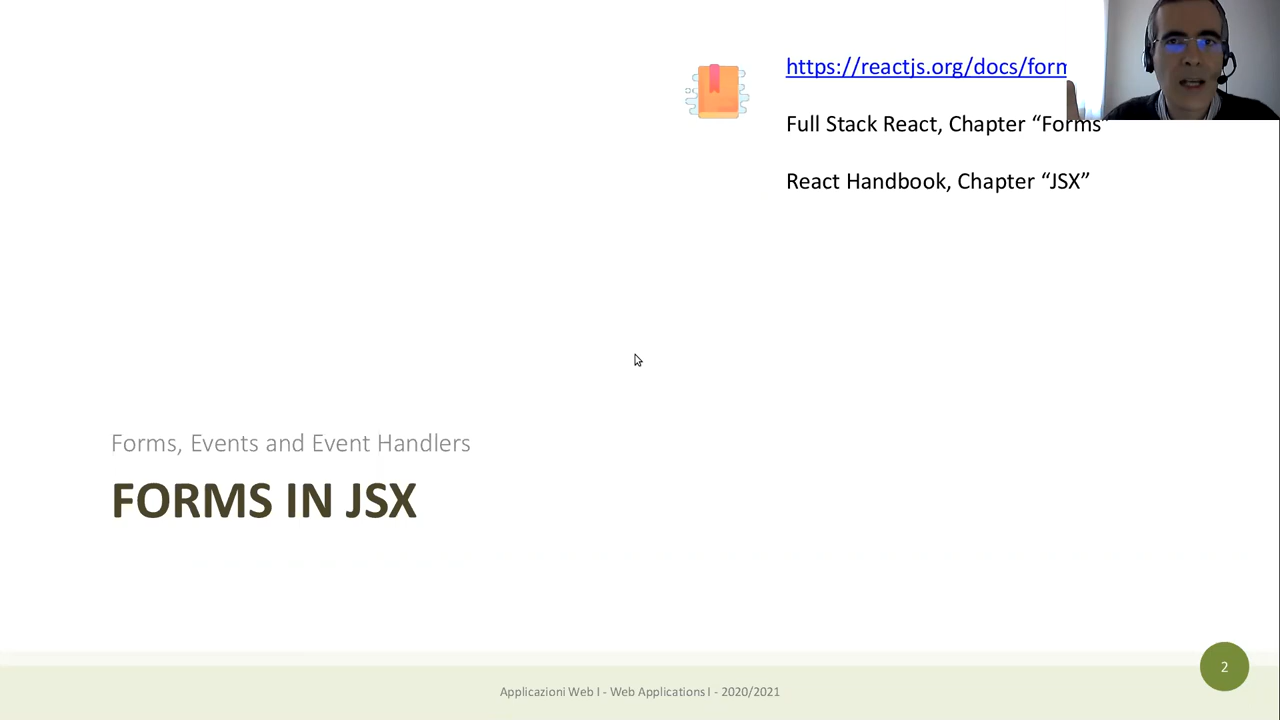 https://reactjs.org/docs/form
Full Stack React, Chapter “Forms”
React Handbook, Chapter “JSX”
Forms, Events and Event Handlers
FORMS IN JSX
2
Applicazioni Web I - Web Applications I - 2020/2021